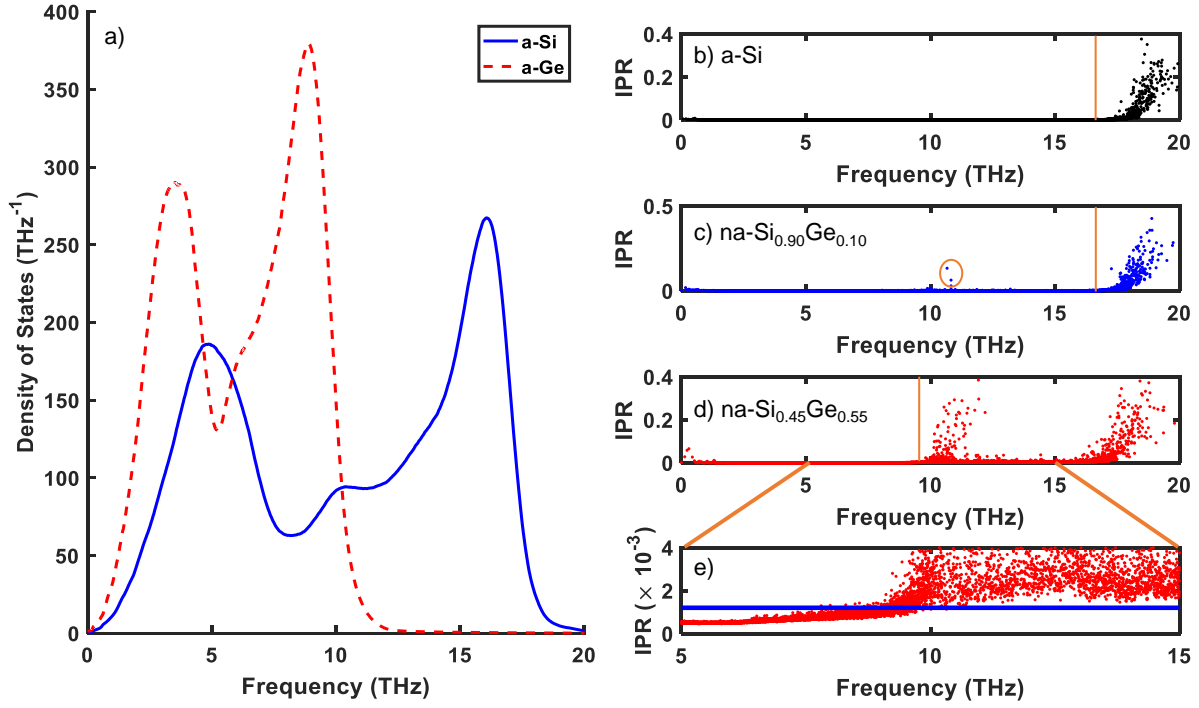 a)
a-Si
a-Ge
Density of States (THz-1)
400
350
300
250
200
150
100
50
0
0 5 10 15 20
Frequency (THz)
b) a-Si
IPR
0.4
0.2
0
0 5 10 15 20
Frequency (THz)
c) na-Si0.90Ge0.10
IPR
0.5
0
0 5 10 15 20
Frequency (THz)
d) na-Si0.45Ge0.55
IPR
0.4
0.2
0
0 5 10 15 20
Frequency (THz)
e)
IPR (× 10-3)
4
2
0
5 10 15
Frequency (THz)